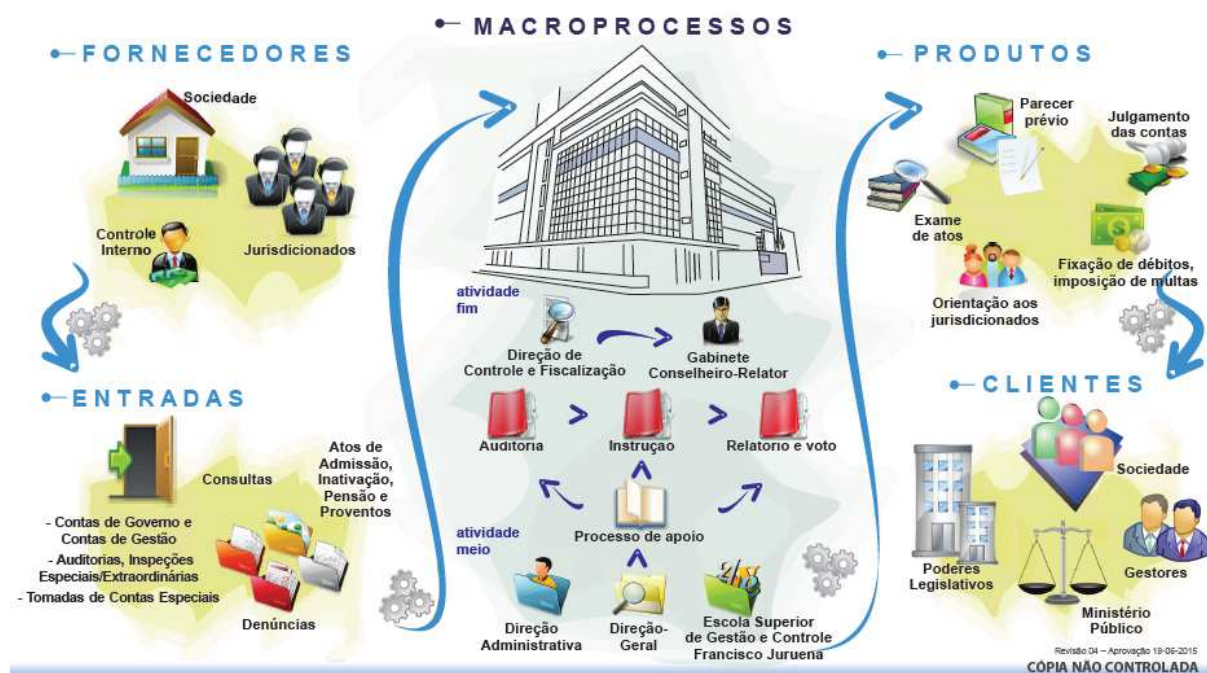 MACROPROCESSOS
FORNECEDORES
Sociedade
Controle
Interno
Jurisdicionados
ENTRADAS
Consultas
Atos de
Admissão,
Inativação,
Pensão e
Proventos
- Contas de Governo e
Contas de Gestão
- Auditorias, Inspeções
Especiais/Extraordinárias
- Tomadas de Contas Especiais
Denúncias
atividade
fim
Direção de
Controle e Fiscalização
Gabinete
Conselheiro-Relator
Auditoria
Instrução
Relatório e voto
Processo de apoio
atividade
meio
Direção
Administrativa
Direção-
Geral
Escola Superior
de Gestão e Controle
Francisco Juruena
PRODUTOS
Parecer
prévio
Julgamento
das contas
Exame
de atos
Fixação de débitos,
imposição de multas
Orientação aos
jurisdicionados
CLIENTES
Sociedade
Poderes
Legislativos
Gestores
Ministério
Público
Revisão 04 – Aprovação 18-06-2015
CÓPIA NÃO CONTROLADA